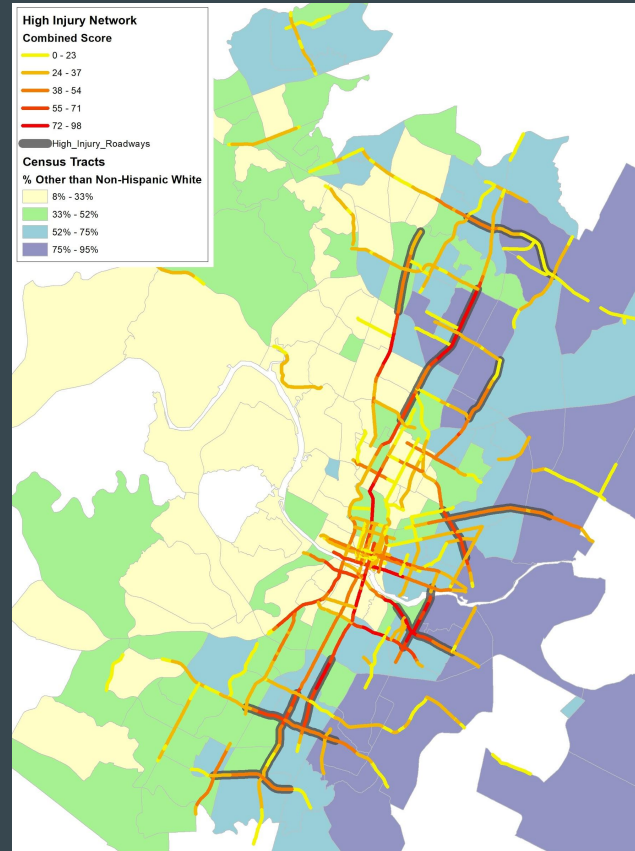 High Injury Network
Combined Score
0 - 23
24 - 37
38 - 54
55 - 71
72 - 98
High_Injury_Roadways
Census Tracts
% Other than Non-Hispanic White
8% - 33%
33% - 52%
52% - 75%
75% - 95%